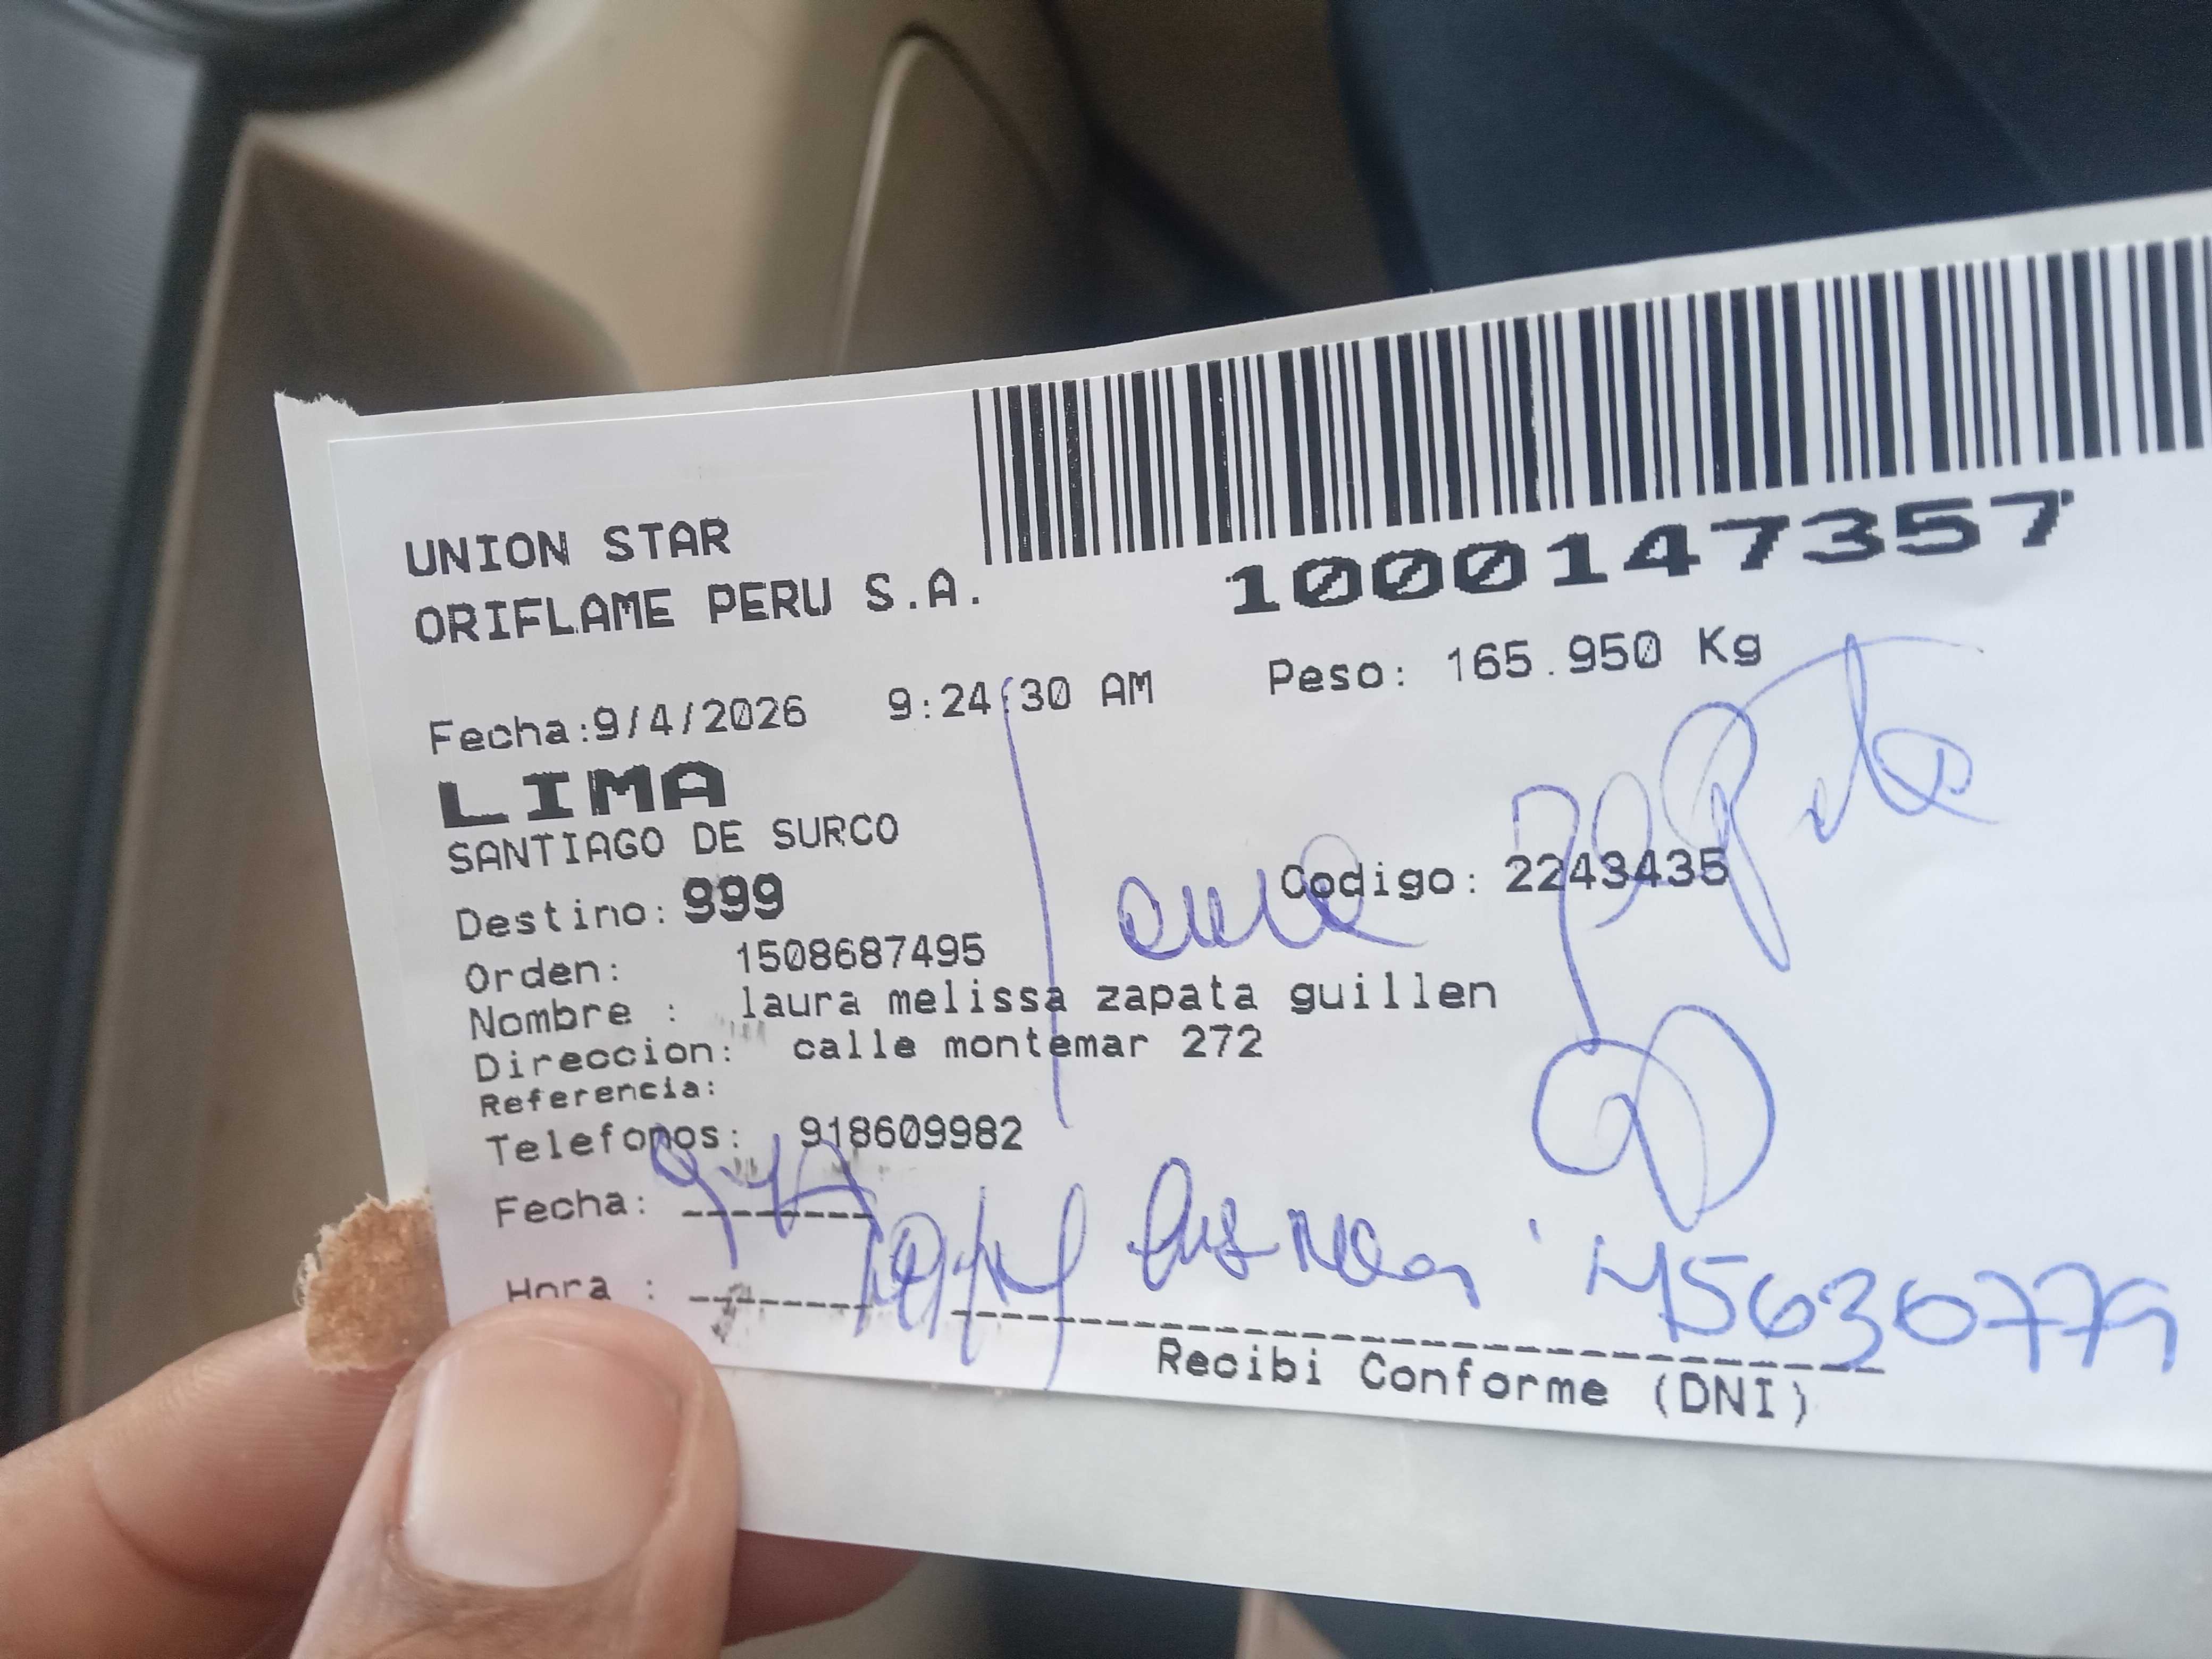 UNION STAR
ORIFLAME PERU S.A.
1000147357
Fecha:9/4/2026 9:24:30 AM Peso: 165.950 Kg
LIMA
SANTIAGO DE SURCO
Destino: 999 Codigo: 2243435
Orden: 1508687495
Nombre : laura melissa zapata guillen
Direccion: calle montemar 272
Referencia:
Telefonos: 918609982
Fecha:
Hora :
45630779
Recibi Conforme (DNI)